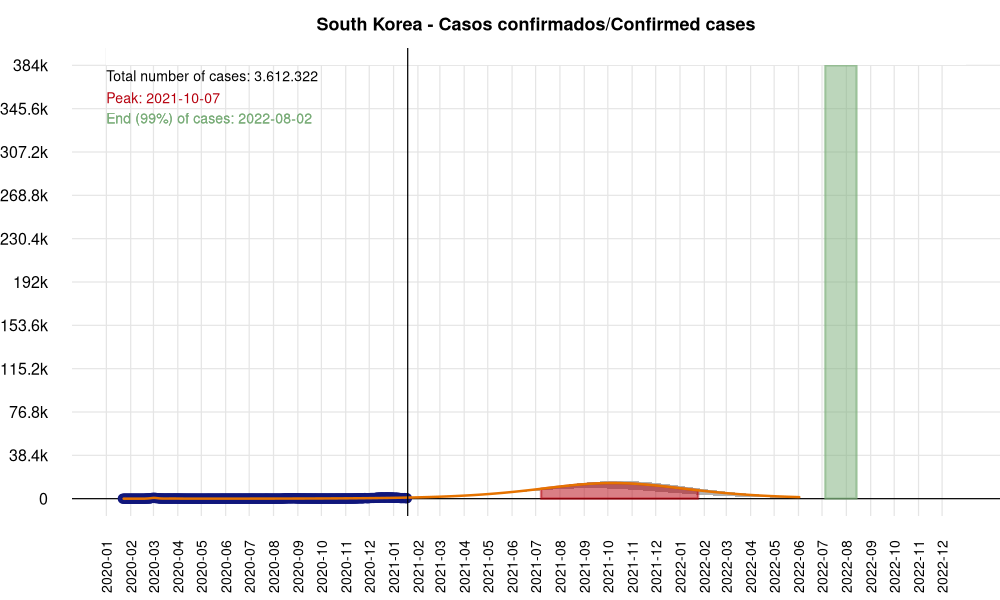 South Korea - Casos confirmados/Confirmed cases
Total number of cases: 3.612.322
Peak: 2021-10-07
End (99%) of cases: 2022-08-02
384k
345.6k
307.2k
268.8k
230.4k
192k
153.6k
115.2k
76.8k
38.4k
0
2020-01
2020-02
2020-03
2020-04
2020-05
2020-06
2020-07
2020-08
2020-09
2020-10
2020-11
2020-12
2021-01
2021-02
2021-03
2021-04
2021-05
2021-06
2021-07
2021-08
2021-09
2021-10
2021-11
2021-12
2022-01
2022-02
2022-03
2022-04
2022-05
2022-06
2022-07
2022-08
2022-09
2022-10
2022-11
2022-12